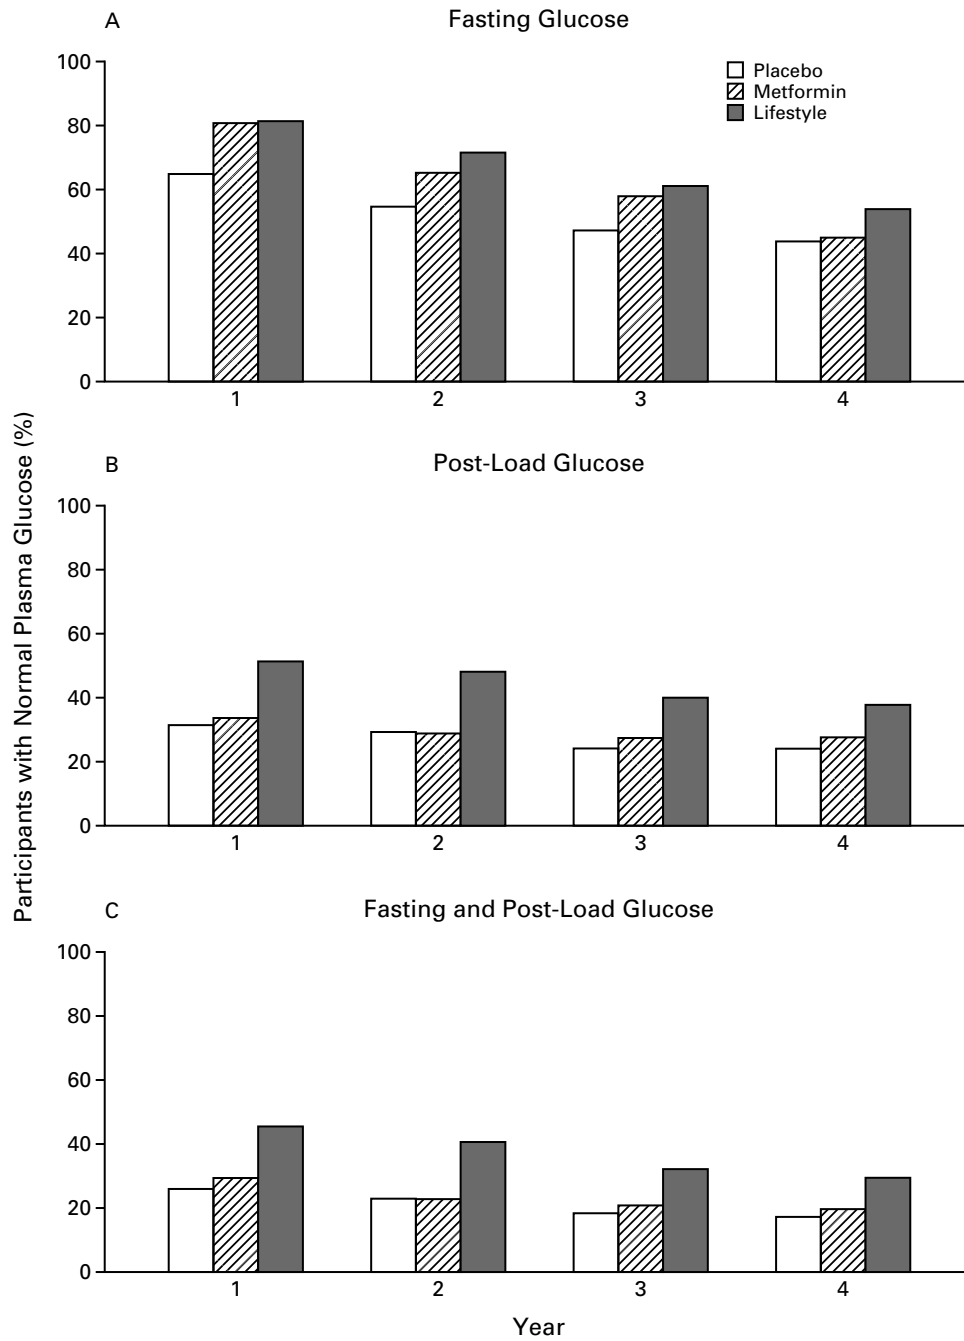 A
Fasting Glucose
Placebo
Metformin
Lifestyle
100
80
60
40
20
0
1 2 3 4
Participants with Normal Plasma Glucose (%)
B
Post-Load Glucose
100
80
60
40
20
0
1 2 3 4
C
Fasting and Post-Load Glucose
100
80
60
40
20
0
1 2 3 4
Year